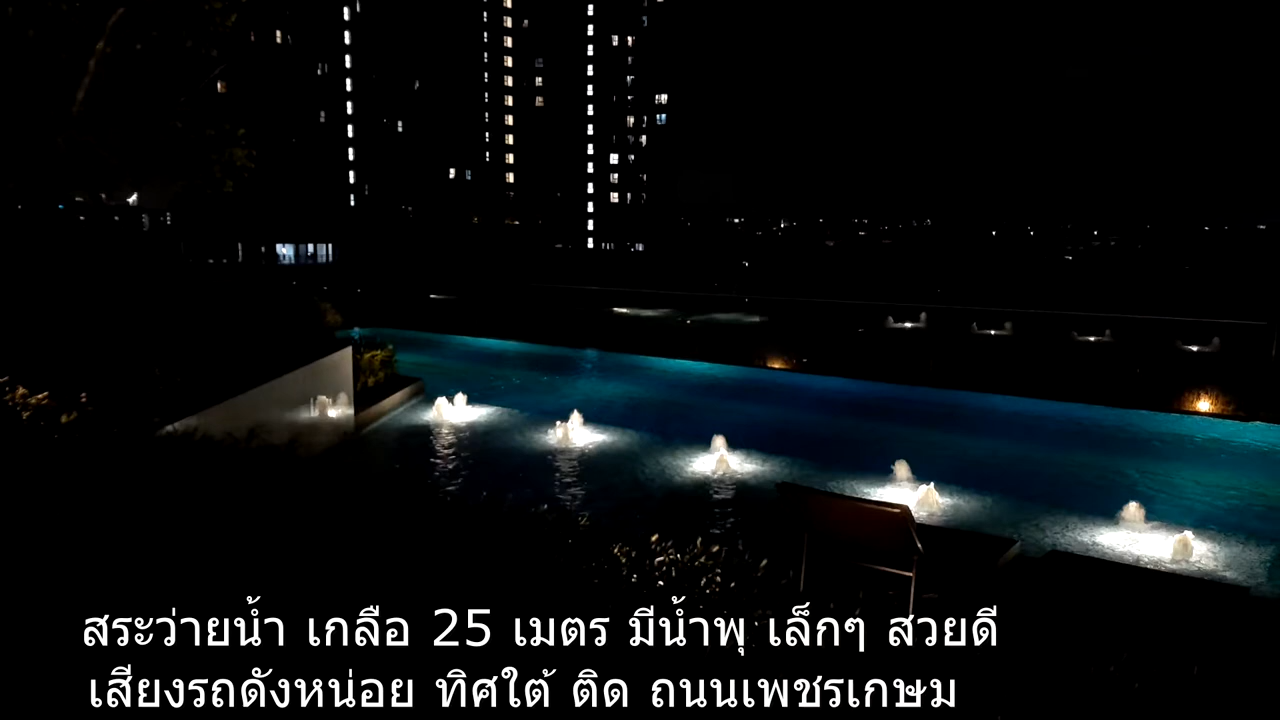 สระว่ายน้ำ เกลือ 25 เมตร มีน้ำพุ เล็กๆ สวยดี
เสียงรถดังหน่อย ทิศใต้ ติด ถนนเพชรเกษม